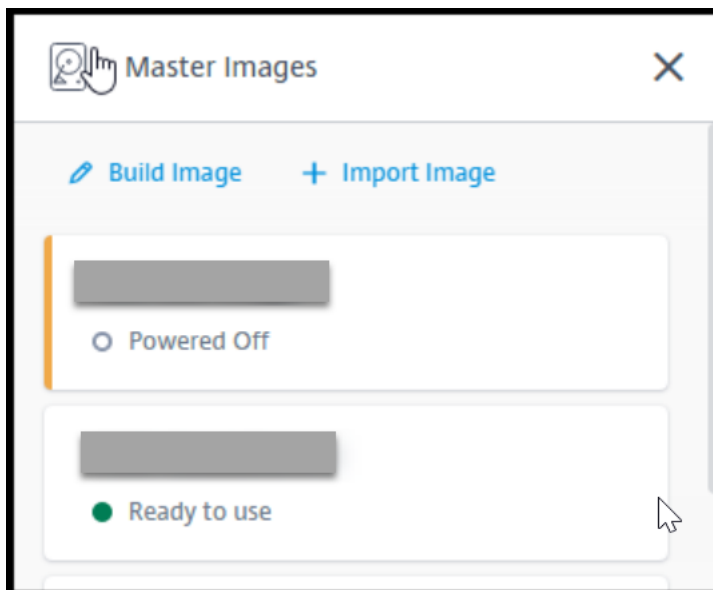 Master Images
Build Image
Import Image
Powered Off
Ready to use